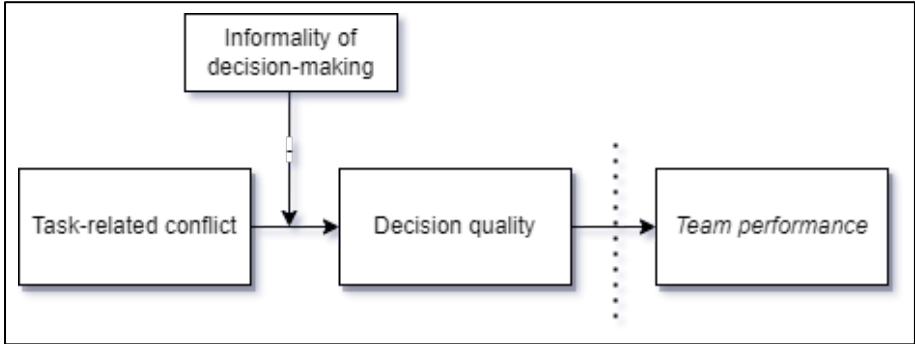 Informality of
decision-making
-
Task-related conflict
Decision quality
Team performance